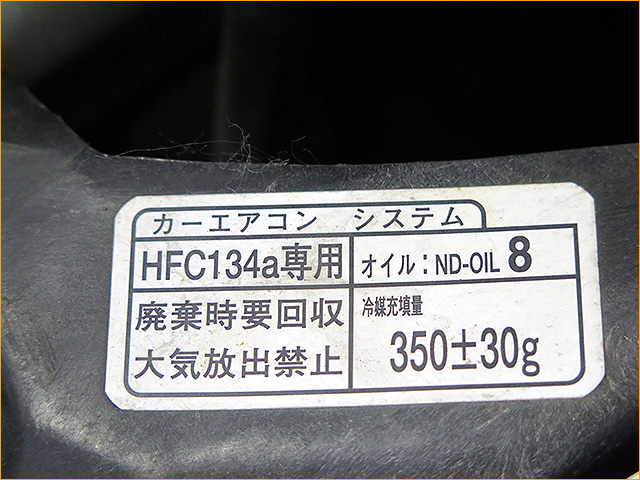 カーエアコン システム
HFC134a専用
オイル：ND-OIL 8
廃棄時要回収
大気放出禁止
冷媒充填量
350±30g